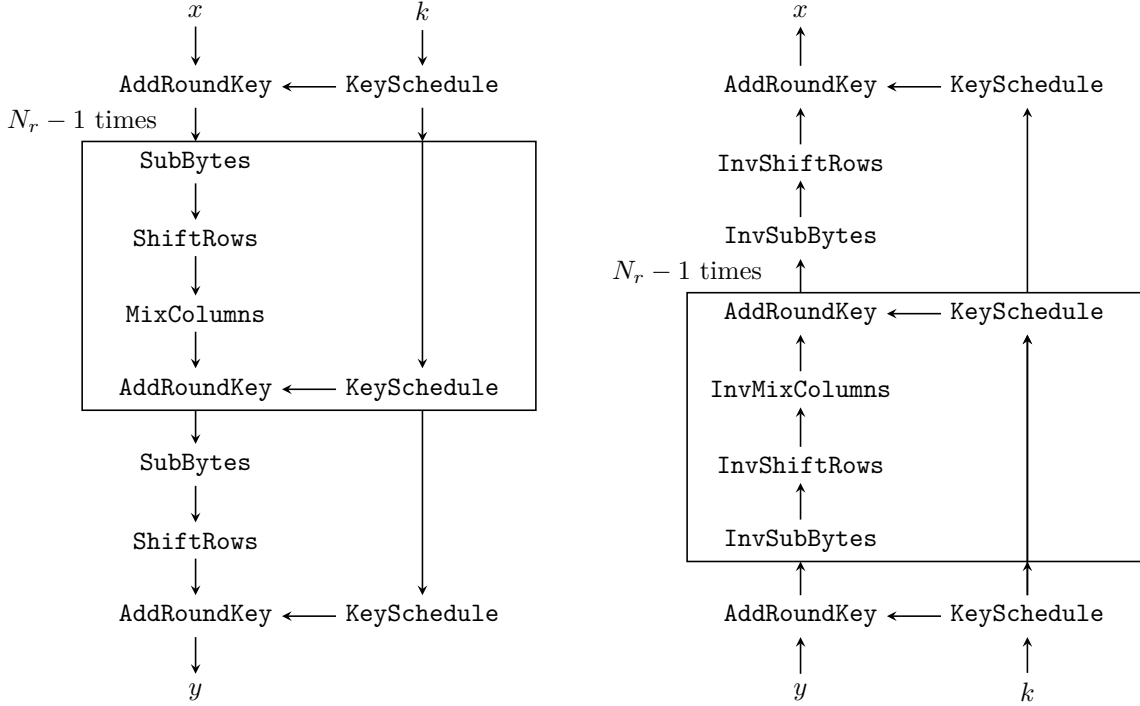 x k
AddRoundKey KeySchedule
N_r − 1 times
SubBytes
ShiftRows
MixColumns
AddRoundKey KeySchedule
SubBytes
ShiftRows
AddRoundKey KeySchedule
y
x
AddRoundKey KeySchedule
InvShiftRows
InvSubBytes
N_r − 1 times
AddRoundKey KeySchedule
InvMixColumns
InvShiftRows
InvSubBytes
AddRoundKey KeySchedule
y k